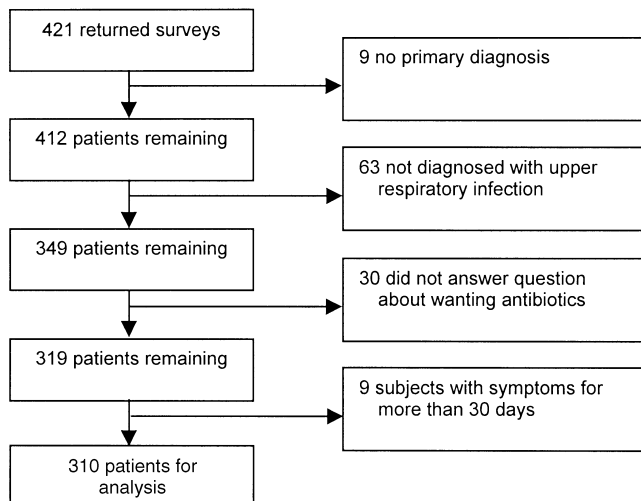 421 returned surveys
9 no primary diagnosis
412 patients remaining
63 not diagnosed with upper
respiratory infection
349 patients remaining
30 did not answer question
about wanting antibiotics
319 patients remaining
9 subjects with symptoms for
more than 30 days
310 patients for
analysis